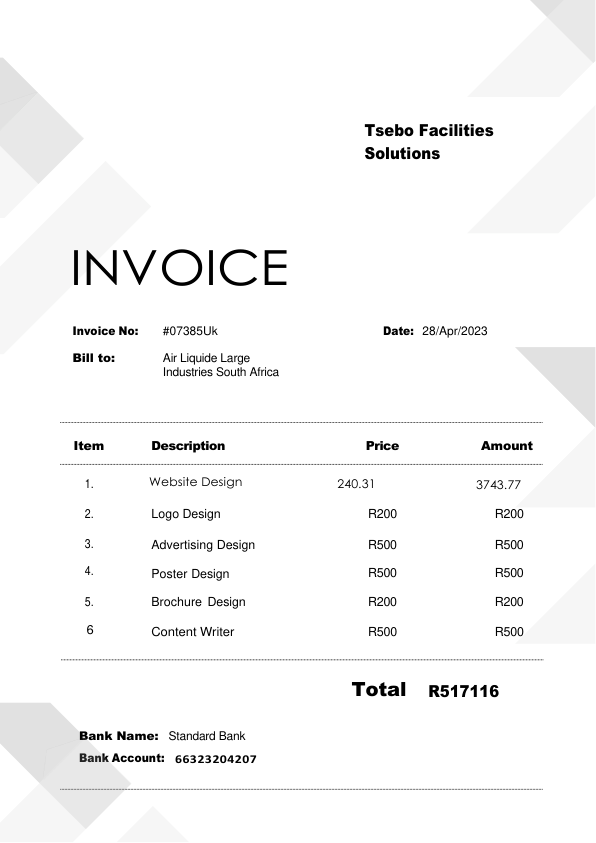 Tsebo Facilities
Solutions
INVOICE
Invoice No: #07385Uk Date: 28/Apr/2023
Bill to: Air Liquide Large
Industries South Africa
Item Description Price Amount
1. Website Design 240.31 3743.77
2. Logo Design R200 R200
3. Advertising Design R500 R500
4. Poster Design R500 R500
5. Brochure Design R200 R200
6 Content Writer R500 R500
Total R517116
Bank Name: Standard Bank
Bank Account: 66323204207